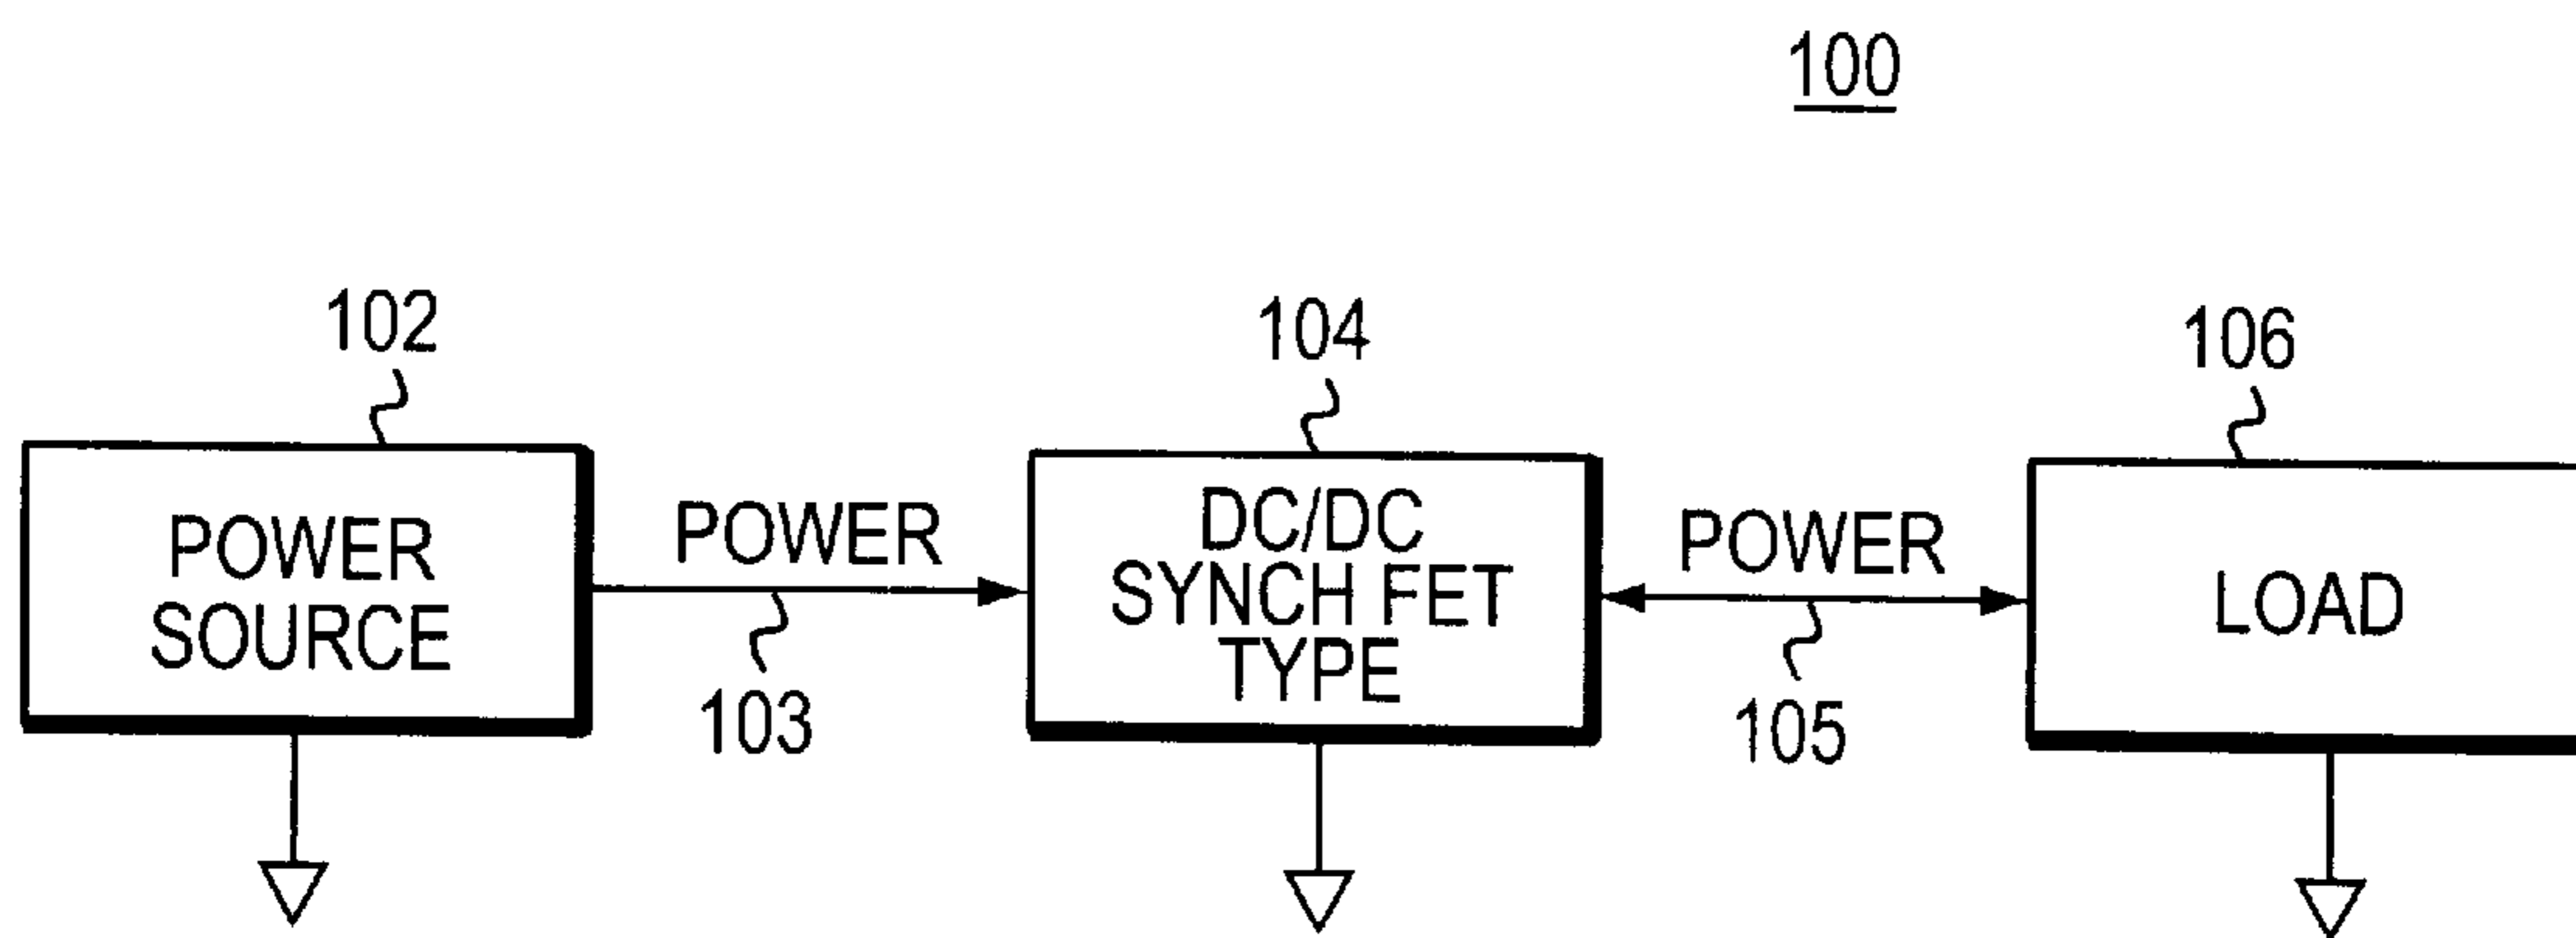 100
102
104
106
POWER
SOURCE
POWER
103
DC/DC
SYNCH FET
TYPE
POWER
105
LOAD